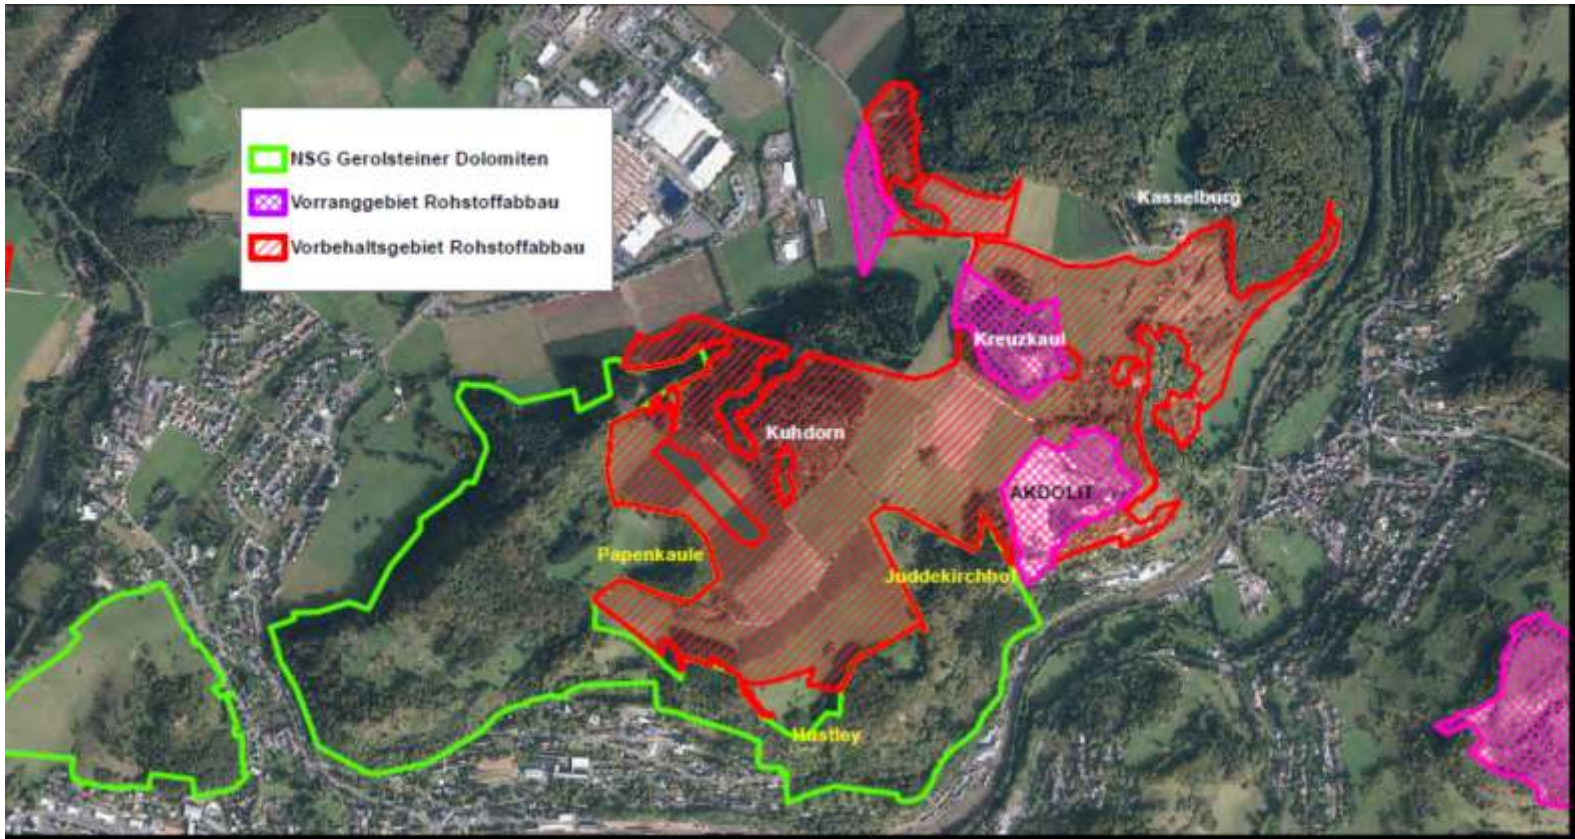 NSG Gerolsteiner Dolomiten
Vorranggebiet Rohstoffabbau
Vorbehaltsgebiet Rohstoffabbau
Kasselburg
Kreuzkaul
Kuhdorn
AKDOLIT
Papenkaule
Juddekirchhof
Hustley